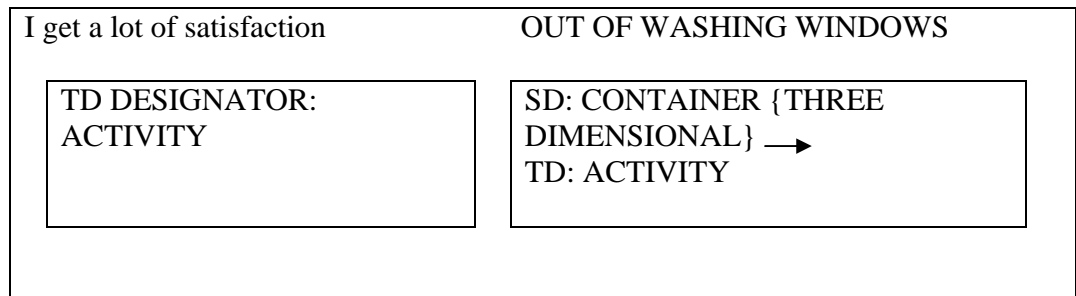 I get a lot of satisfaction OUT OF WASHING WINDOWS
TD DESIGNATOR:
ACTIVITY
SD: CONTAINER {THREE
DIMENSIONAL}
TD: ACTIVITY